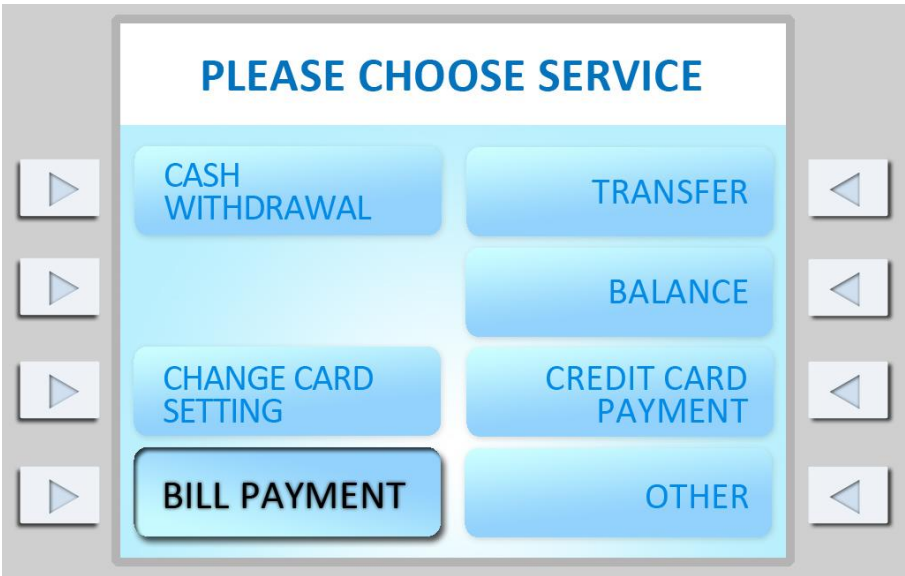 PLEASE CHOOSE SERVICE
CASH
WITHDRAWAL
TRANSFER
BALANCE
CHANGE CARD
SETTING
CREDIT CARD
PAYMENT
BILL PAYMENT
OTHER